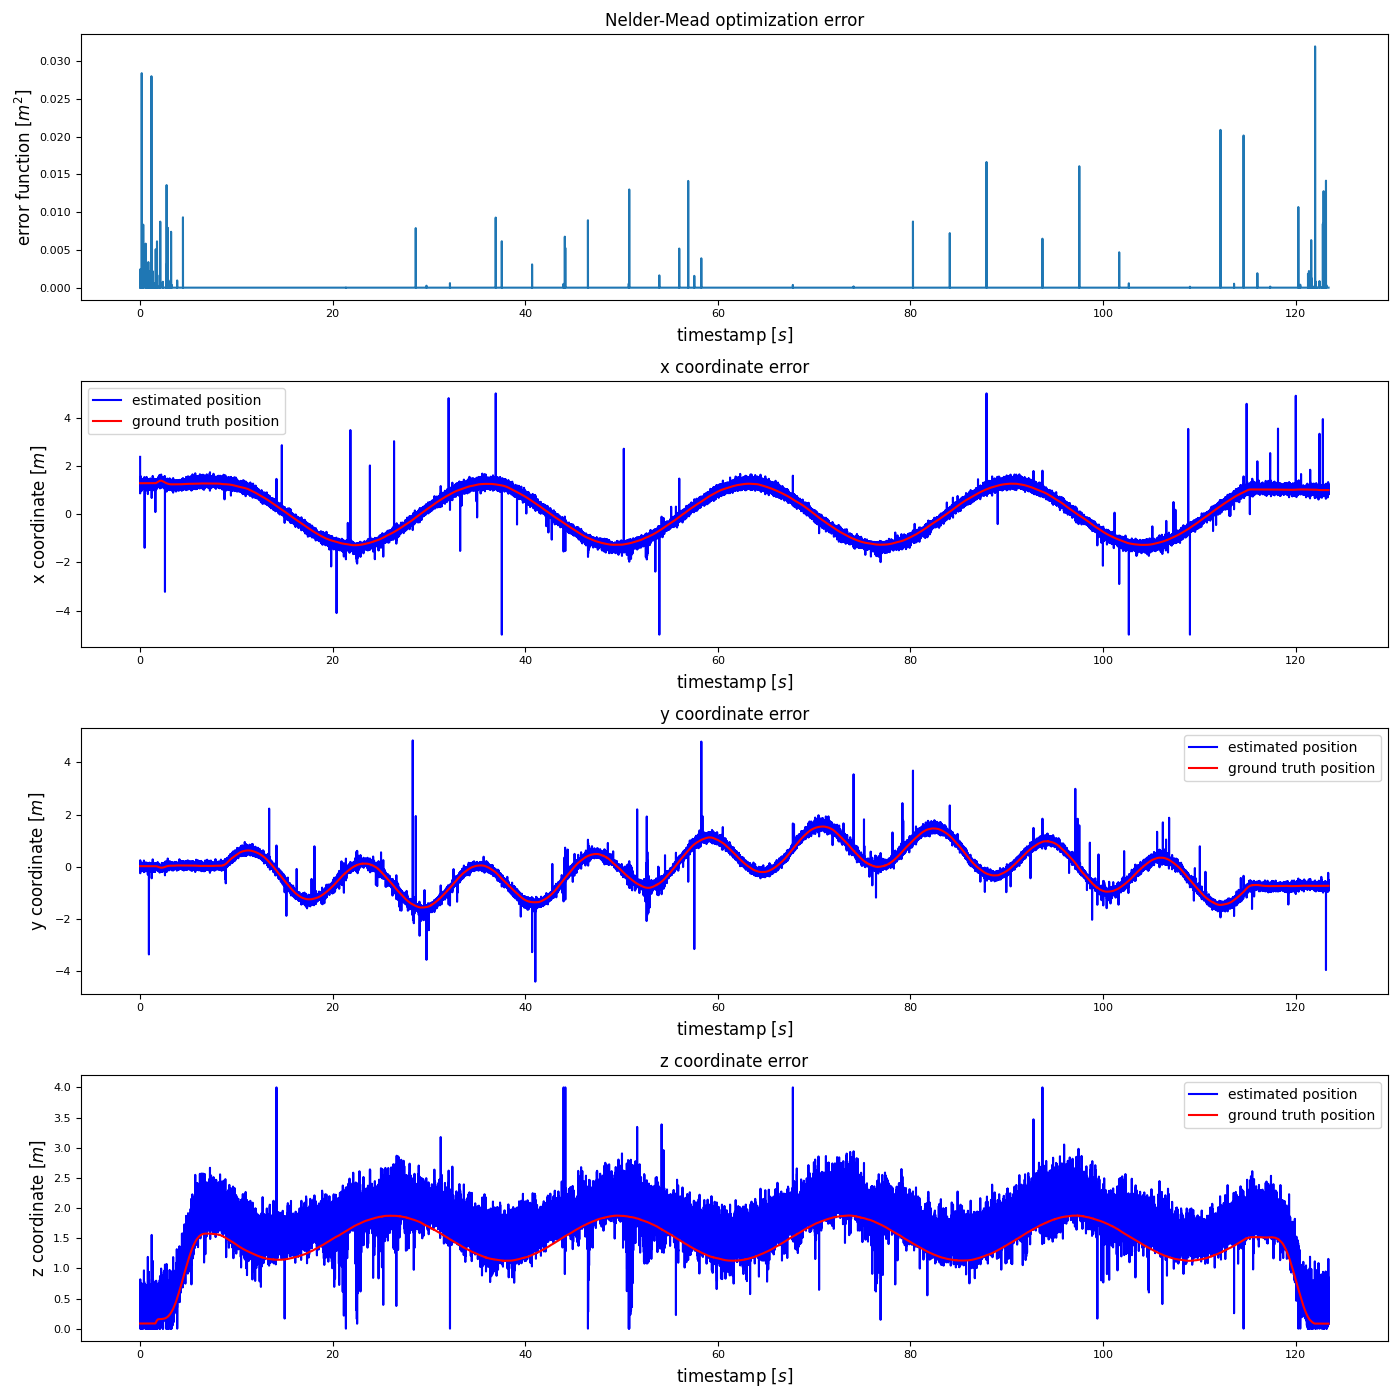 Nelder-Mead optimization error
error function [m²]
0.030
0.025
0.020
0.015
0.010
0.005
0.000
0 20 40 60 80 100 120
timestamp [s]
x coordinate error
estimated position
ground truth position
x coordinate [m]
4
2
0
−2
−4
0 20 40 60 80 100 120
timestamp [s]
y coordinate error
estimated position
ground truth position
y coordinate [m]
4
2
0
−2
−4
0 20 40 60 80 100 120
timestamp [s]
z coordinate error
estimated position
ground truth position
z coordinate [m]
4.0
3.5
3.0
2.5
2.0
1.5
1.0
0.5
0.0
0 20 40 60 80 100 120
timestamp [s]